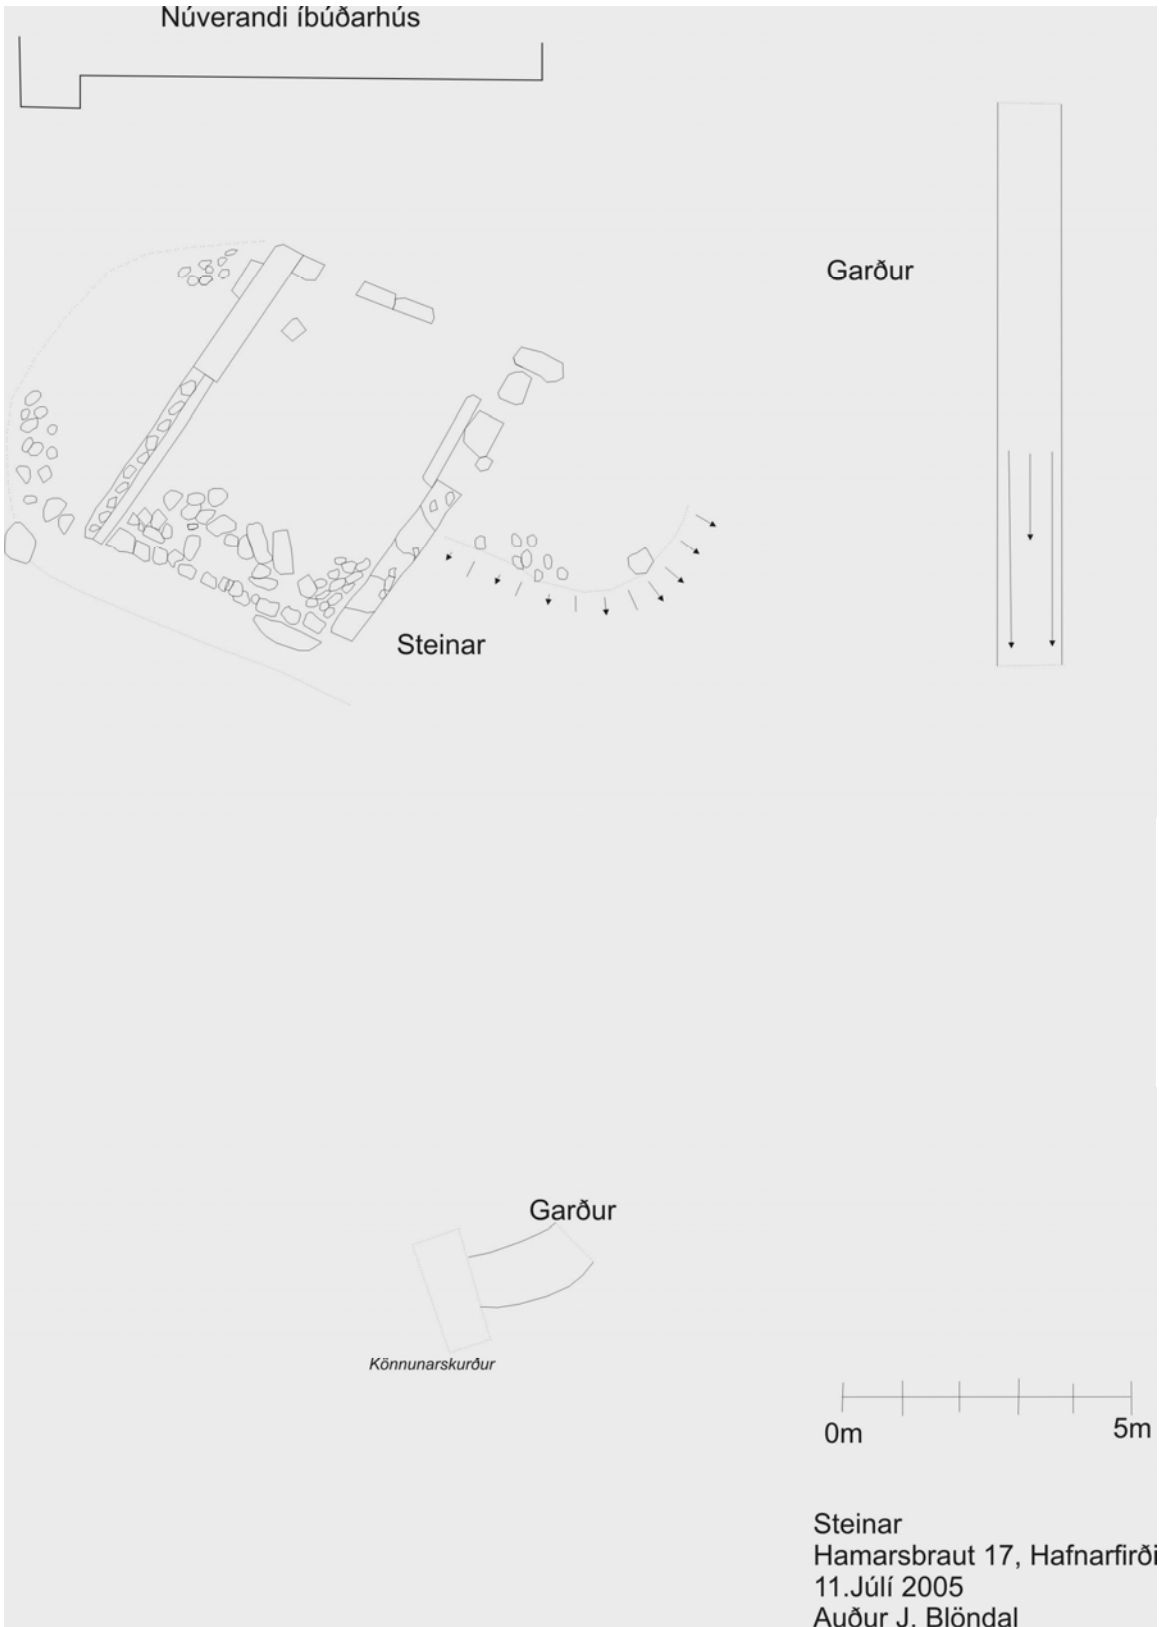 Núverandi íbúðarhús
Garður
Steinar
Garður
Könnunarskurður
0m 5m
Steinar
Hamarsbraut 17, Hafnarfirði
11.Júlí 2005
Auður J. Blöndal